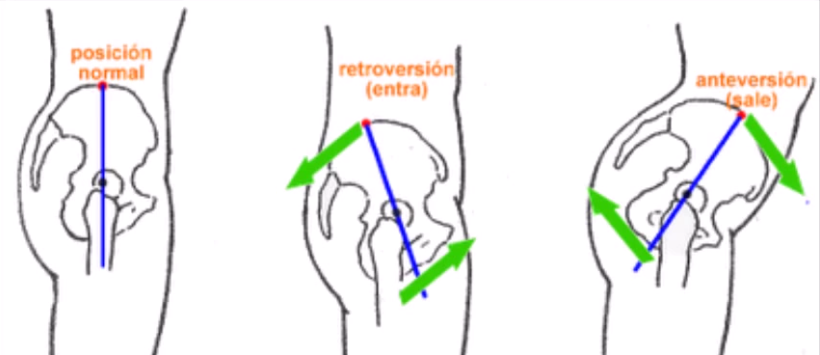 posición
normal
retroversión
(entra)
anteversión
(sale)